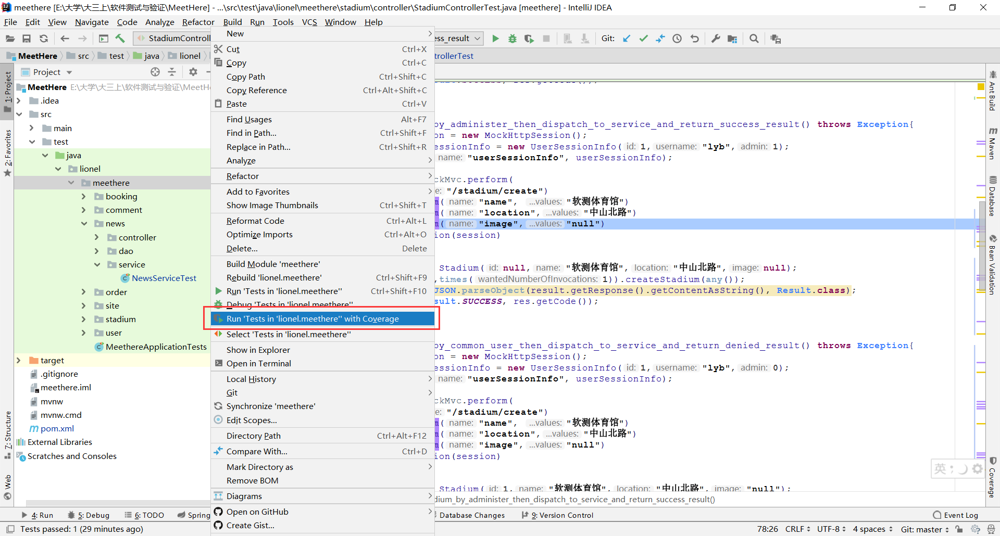 meethere [E:\大学\大三上\软件测试与验证\MeetHere] - ...\src\test\java\lionel\meethere\stadium\controller\StadiumControllerTest.java [meethere] - IntelliJ IDEA
File Edit View Navigate Code Analyze Refactor Build Run Tools VCS Window Help
StadiumControll
ess_result
Git:
MeetHere src test java lionel
trollerTest
Project
MeetHere E:\大学\大三上\软件测试与验证\MeetH
.idea
src
main
test
java
lionel
meethere
booking
comment
news
controller
dao
service
NewsServiceTest
order
site
stadium
user
MeethereApplicationTests
target
.gitignore
meethere.iml
mvnw
mvnw.cmd
pom.xml
External Libraries
Scratches and Consoles
1: Project
2: Favorites
7: Structure
Web
New
Cut Ctrl+X
Copy Ctrl+C
Copy Path Ctrl+Shift+C
Copy Reference Ctrl+Alt+Shift+C
Paste Ctrl+V
Find Usages Alt+F7
Find in Path... Ctrl+Shift+F
Replace in Path... Ctrl+Shift+R
Analyze
Refactor
Add to Favorites
Show Image Thumbnails Ctrl+Shift+T
Reformat Code Ctrl+Alt+L
Optimize Imports Ctrl+Alt+O
Delete... Delete
Build Module 'meethere'
Rebuild 'lionel.meethere' Ctrl+Shift+F9
Run 'Tests in 'lionel.meethere'' Ctrl+Shift+F10
Debug 'Tests in 'lionel.meethere''
Run 'Tests in 'lionel.meethere'' with Coverage
Select 'Tests in 'lionel.meethere''
Show in Explorer
Open in Terminal
Local History
Git
Synchronize 'meethere'
Edit Scopes...
Directory Path Ctrl+Alt+F12
Compare With... Ctrl+D
Mark Directory as
Remove BOM
Diagrams
Open on GitHub
Create Gist...
by_administer_then_dispatch_to_service_and_return_success_result() throws Exception{
on = new MockHttpSession();
essionInfo = new UserSessionInfo( id: 1, username: "lyb", admin: 1);
name: "userSessionInfo", userSessionInfo);
ckMvc.perform(
e: "/stadium/create")
m( name: "name", ...values: "软测体育馆")
m( name: "location", ...values: "中山北路")
m( name: "image", ...values: "null")
ion(session)
Stadium( id: null, name: "软测体育馆", location: "中山北路", image: null);
,times( wantedNumberOfInvocations: 1)).createStadium(any());
JSON.parseObject(result.getResponse().getContentAsString(), Result.class);
sult.SUCCESS, res.getCode());
by_common_user_then_dispatch_to_service_and_return_denied_result() throws Exception{
on = new MockHttpSession();
essionInfo = new UserSessionInfo( id: 1, username: "lyb", admin: 0);
name: "userSessionInfo", userSessionInfo);
ckMvc.perform(
e: "/stadium/create")
m( name: "name", ...values: "软测体育馆")
m( name: "location", ...values: "中山北路")
m( name: "image", ...values: "null")
ion(session)
Stadium( id: 1, name: "软测体育馆", location: "中山北路", image: "null");
dium_by_administer_then_dispatch_to_service_and_return_success_result()
Ant Build
Maven
Database
Bean Validation
Coverage
英 ;
4: Run 5: Debug 6: TODO Spring
Database Changes 9: Version Control Event Log
Tests passed: 1 (29 minutes ago)
78:26 CRLF UTF-8 4 spaces Git: master